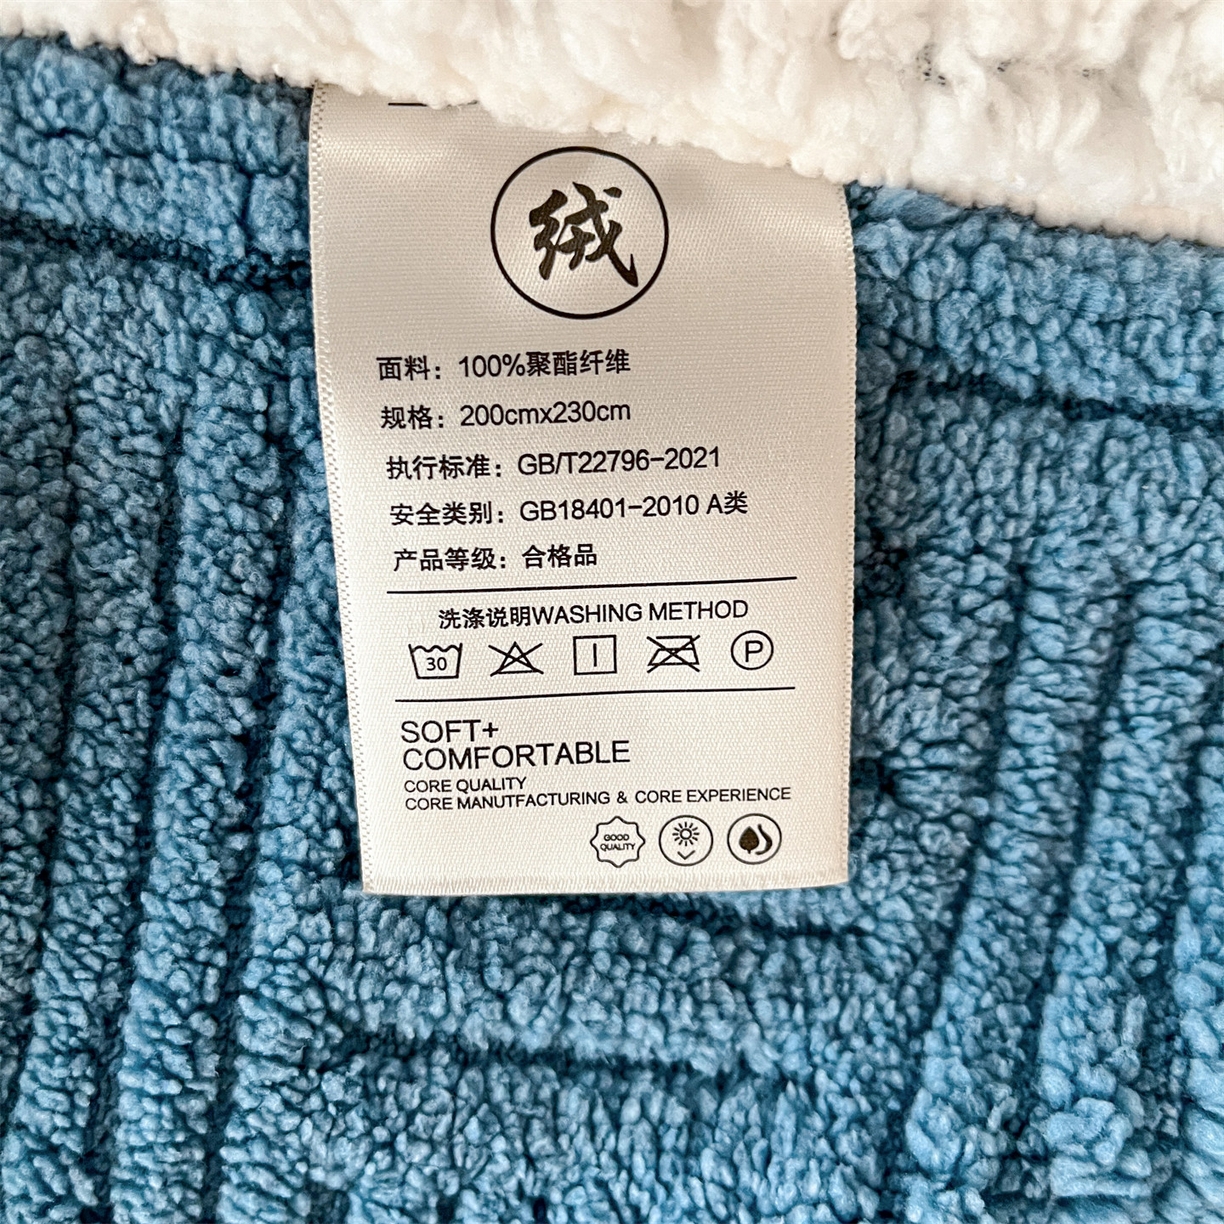 绒
面料：100%聚酯纤维
规格：200cmx230cm
执行标准：GB/T22796-2021
安全类别：GB18401-2010 A类
产品等级：合格品
洗涤说明WASHING METHOD
30 P
SOFT+
COMFORTABLE
CORE QUALITY
CORE MANUTFACTURING & CORE EXPERIENCE
GOOD
QUALITY